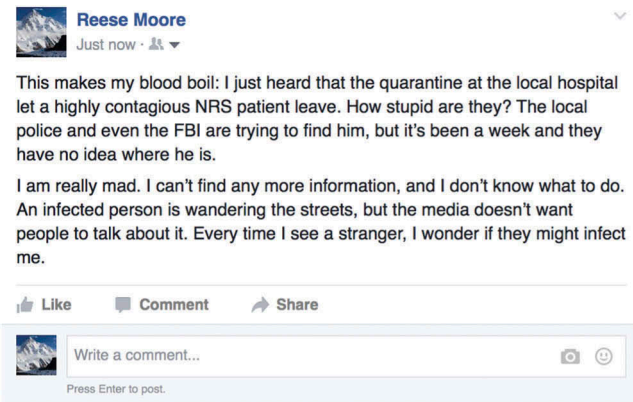 Reese Moore
Just now ·
This makes my blood boil: I just heard that the quarantine at the local hospital
let a highly contagious NRS patient leave. How stupid are they? The local
police and even the FBI are trying to find him, but it’s been a week and they
have no idea where he is.
I am really mad. I can’t find any more information, and I don’t know what to do.
An infected person is wandering the streets, but the media doesn’t want
people to talk about it. Every time I see a stranger, I wonder if they might infect
me.
Like Comment Share
Write a comment...
Press Enter to post.